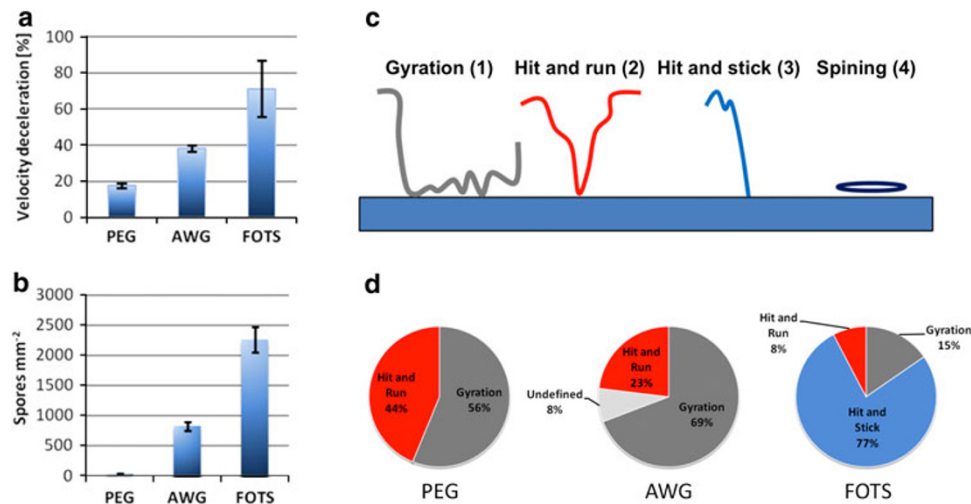 a
Velocity deceleration [%]
100
80
60
40
20
0
PEG AWG FOTS
b
Spores mm⁻²
3000
2500
2000
1500
1000
500
0
PEG AWG FOTS
c
Gyration (1) Hit and run (2) Hit and stick (3) Spining (4)
d
Hit and
Run
44%
Gyration
56%
PEG
Undefined
8%
Hit and
Run
23%
Gyration
69%
AWG
Hit and
Run
8%
Gyration
15%
Hit and
Stick
77%
FOTS